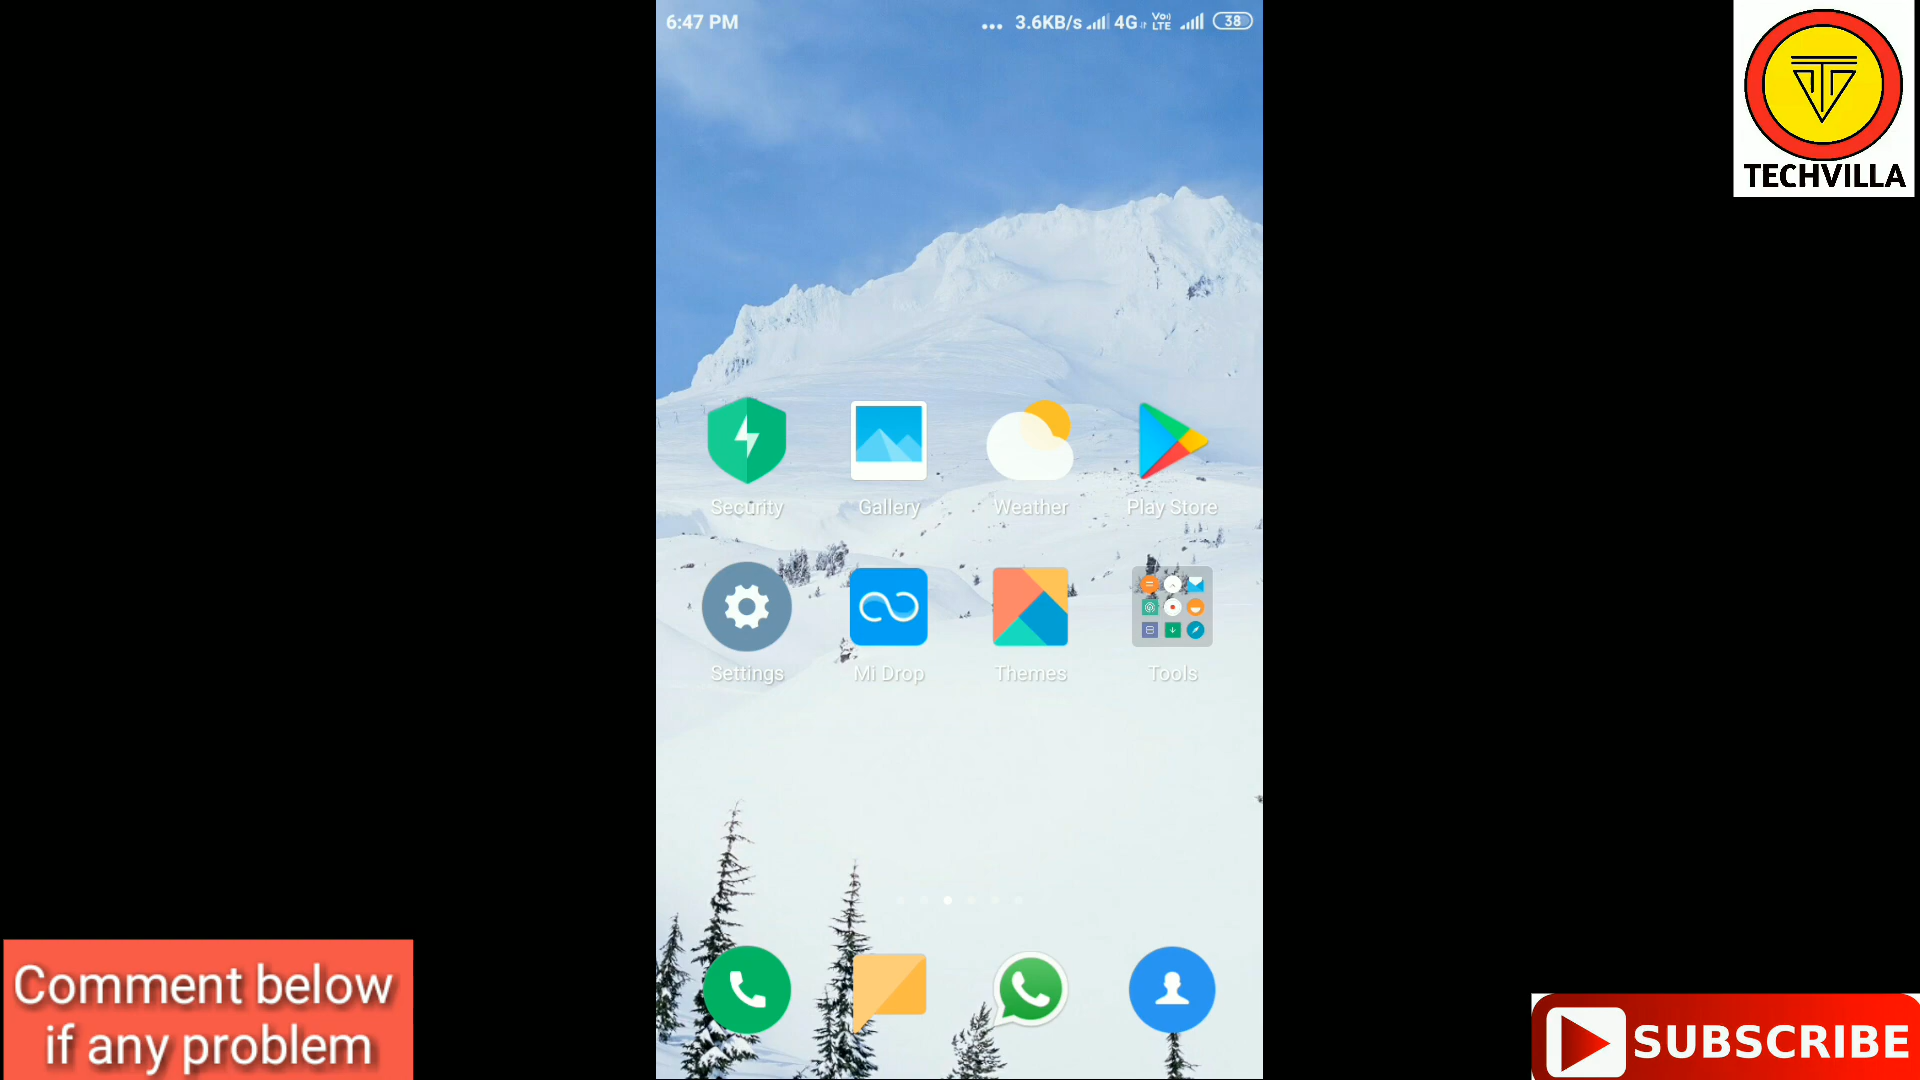 6:47 PM
... 3.6KB/s 4G Vo) LTE 38
TECHVILLA
Security Gallery Weather Play Store
Settings Mi Drop Themes Tools
Comment below
if any problem
SUBSCRIBE